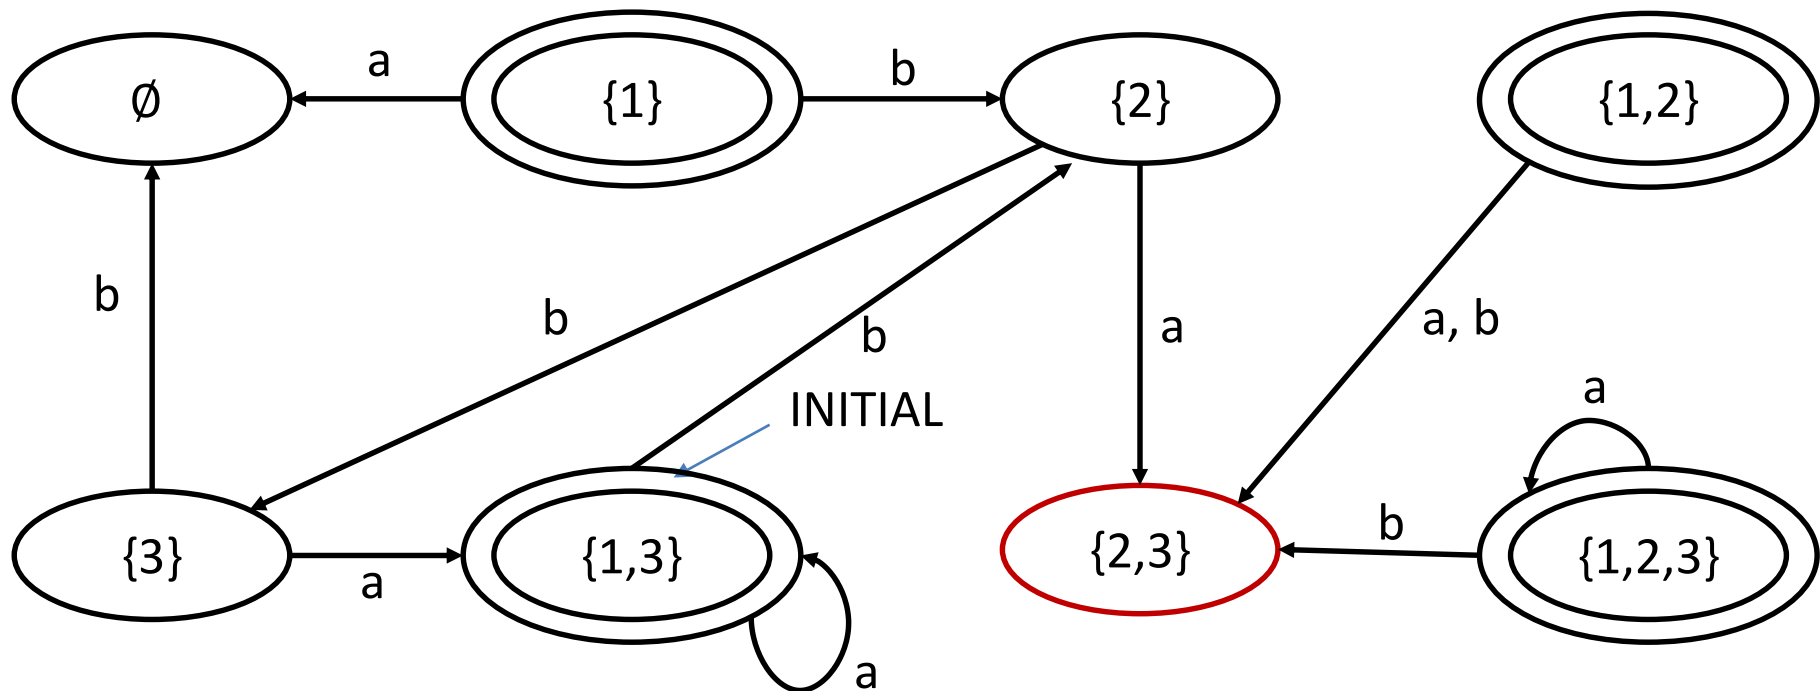 a
b
∅
{1}
{2}
{1,2}
b
b
b
a
a, b
INITIAL
a
b
{3}
{1,3}
{2,3}
{1,2,3}
a
a